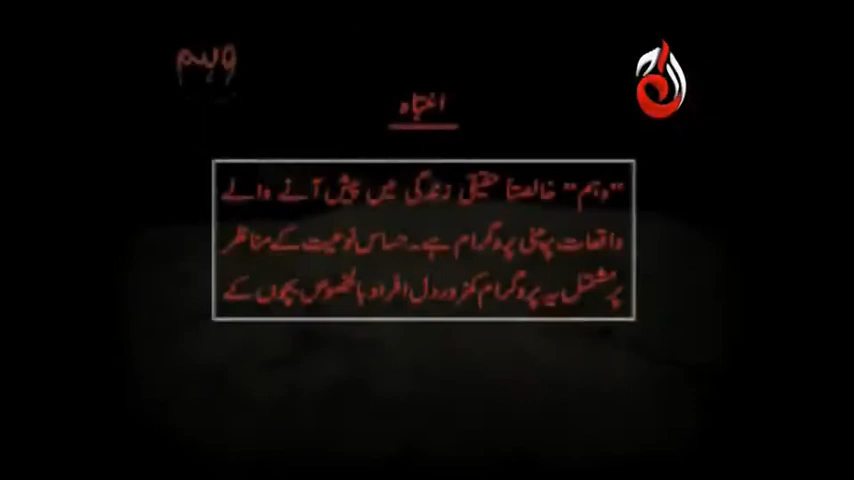 وہم
انتباہ
"وہم" خالصتاً حقیقی زندگی میں پیش آنے والے
واقعات پر مبنی پروگرام ہے۔ حساس نوعیت کے مناظر
پر مشتمل یہ پروگرام کمزور دل افراد بالخصوص بچوں کے